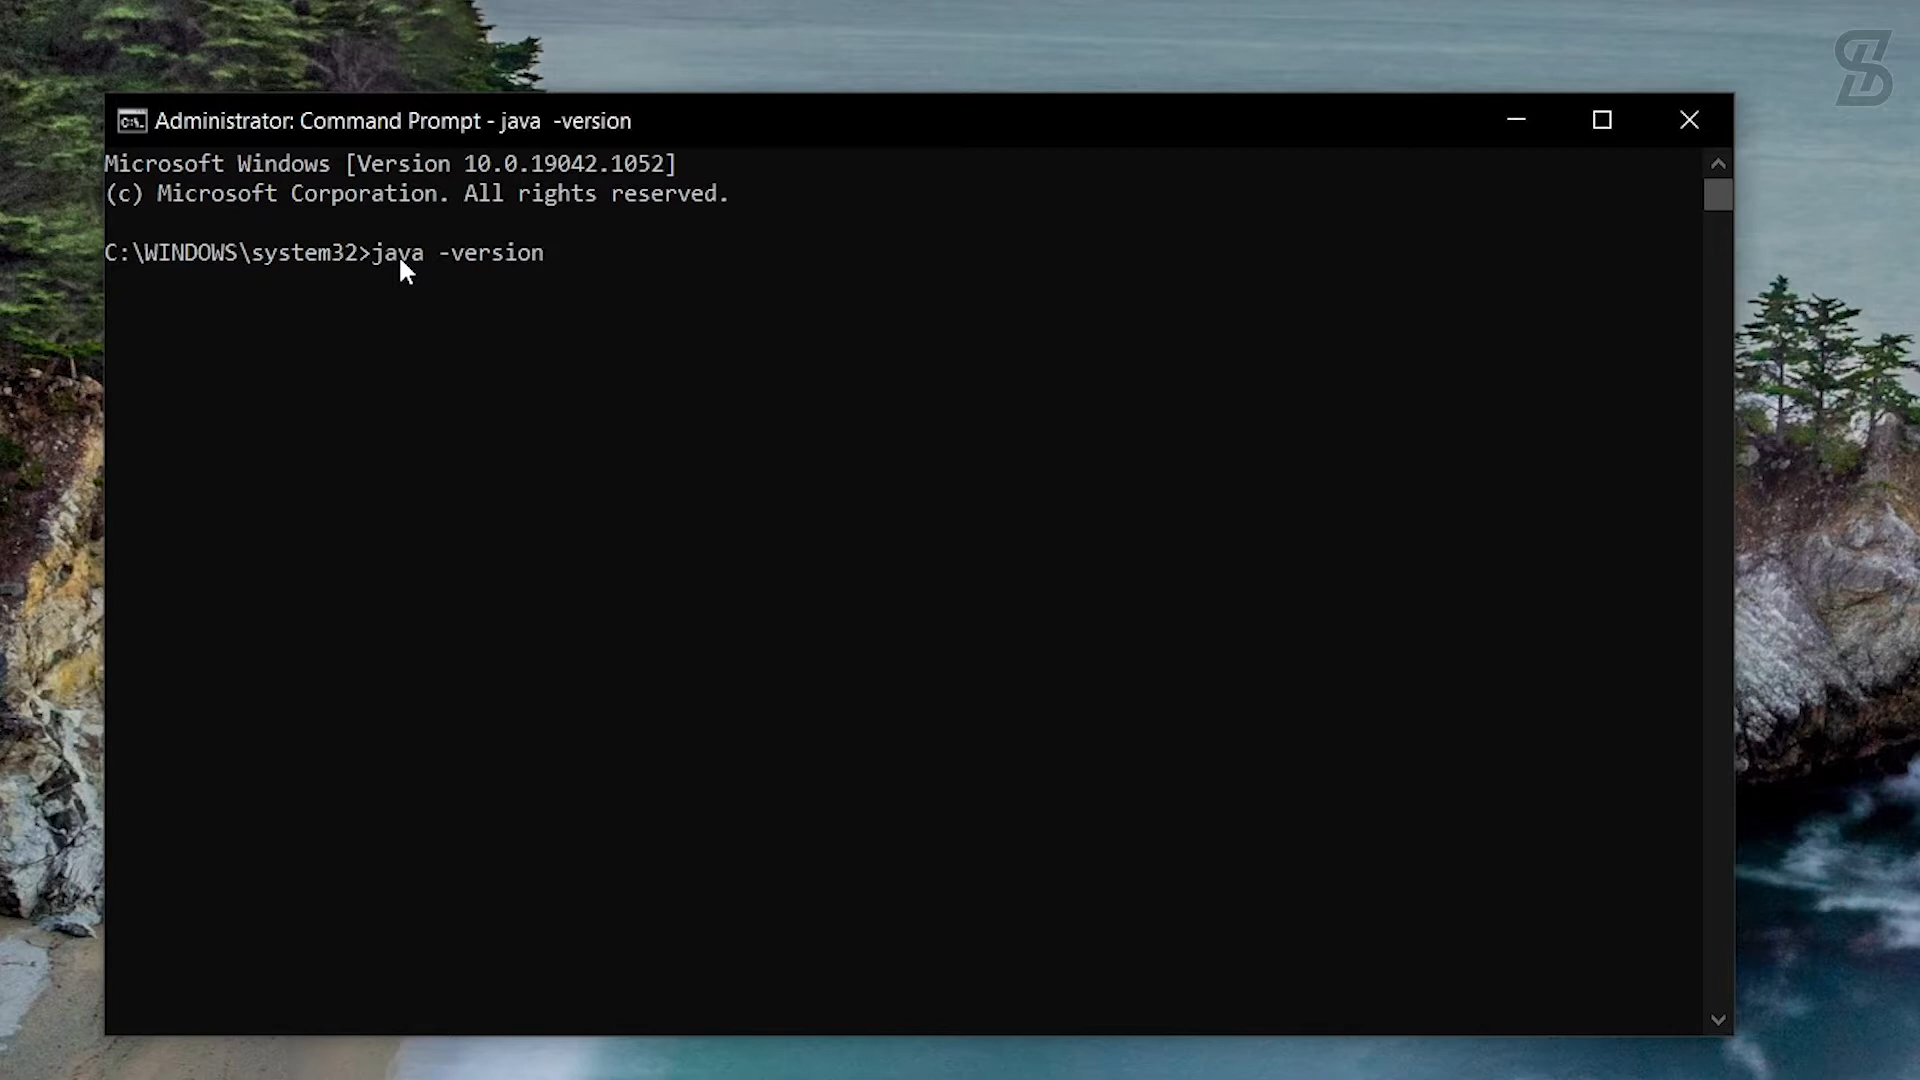 Administrator: Command Prompt - java  -version
Microsoft Windows [Version 10.0.19042.1052]
(c) Microsoft Corporation. All rights reserved.
C:\WINDOWS\system32>java -version